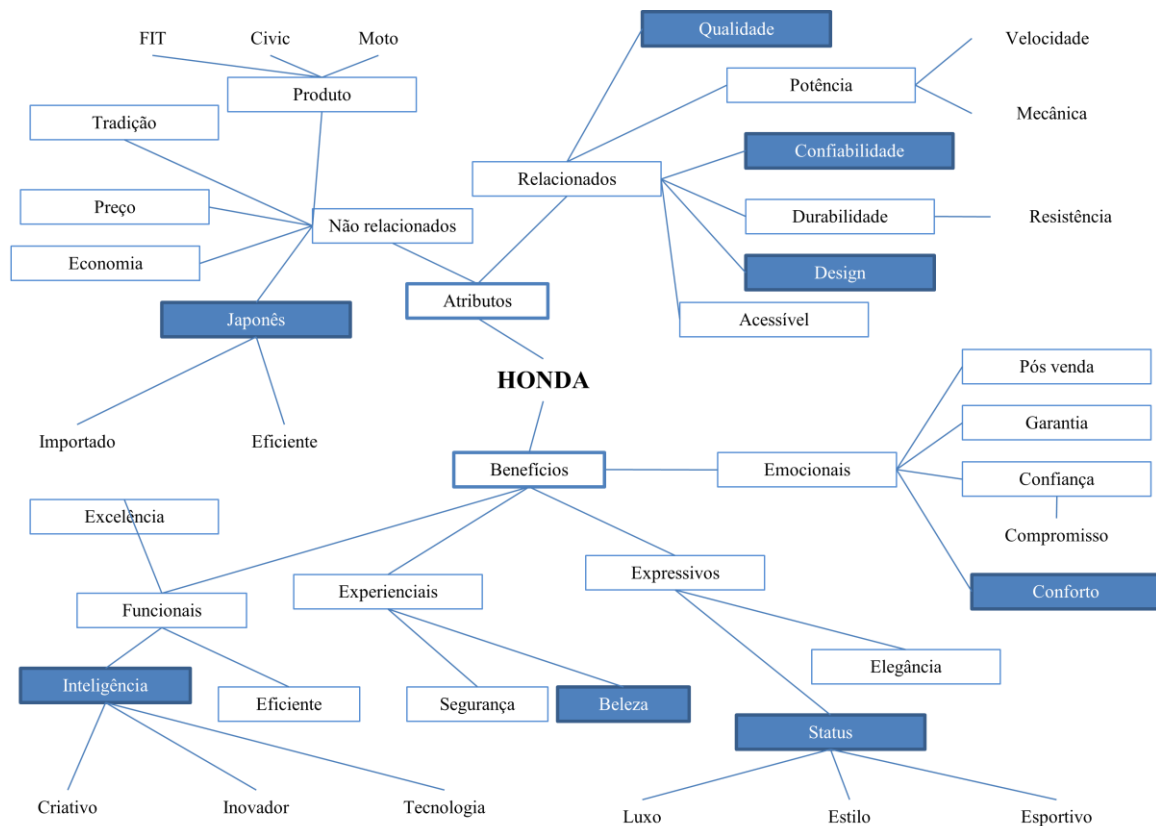 Qualidade
FIT
Civic
Moto
Velocidade
Produto
Potência
Tradição
Mecânica
Confiabilidade
Relacionados
Preço
Não relacionados
Durabilidade
Resistência
Economia
Design
Atributos
Japonês
Acessível
HONDA
Pós venda
Importado
Eficiente
Garantia
Benefícios
Emocionais
Confiança
Excelência
Compromisso
Expressivos
Experienciais
Conforto
Funcionais
Elegância
Inteligência
Eficiente
Segurança
Beleza
Status
Criativo
Inovador
Tecnologia
Luxo
Estilo
Esportivo